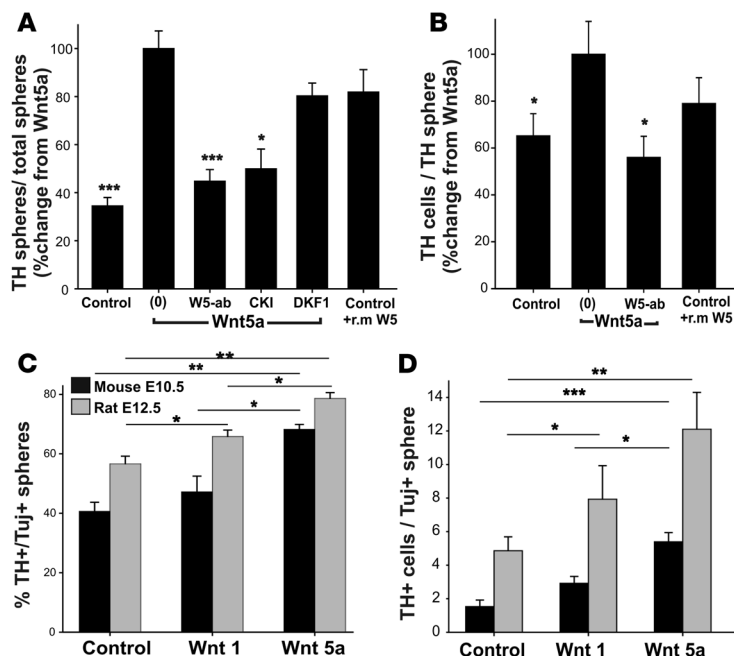 A
TH spheres/ total spheres
(%change from Wnt5a)
100
80
60
40
20
0
***
***
*
Control
(0)
W5-ab
CKI
DKF1
Control
+r.m W5
Wnt5a
B
TH cells / TH sphere
(%change from Wnt5a)
100
80
60
40
20
0
*
*
Control
(0)
W5-ab
Control
+r.m W5
Wnt5a
C
% TH+/Tuj+ spheres
80
60
40
20
0
Mouse E10.5
Rat E12.5
**
**
*
*
*
Control
Wnt 1
Wnt 5a
D
TH+ cells / Tuj+ sphere
14
12
10
8
6
4
2
0
**
***
*
*
Control
Wnt 1
Wnt 5a